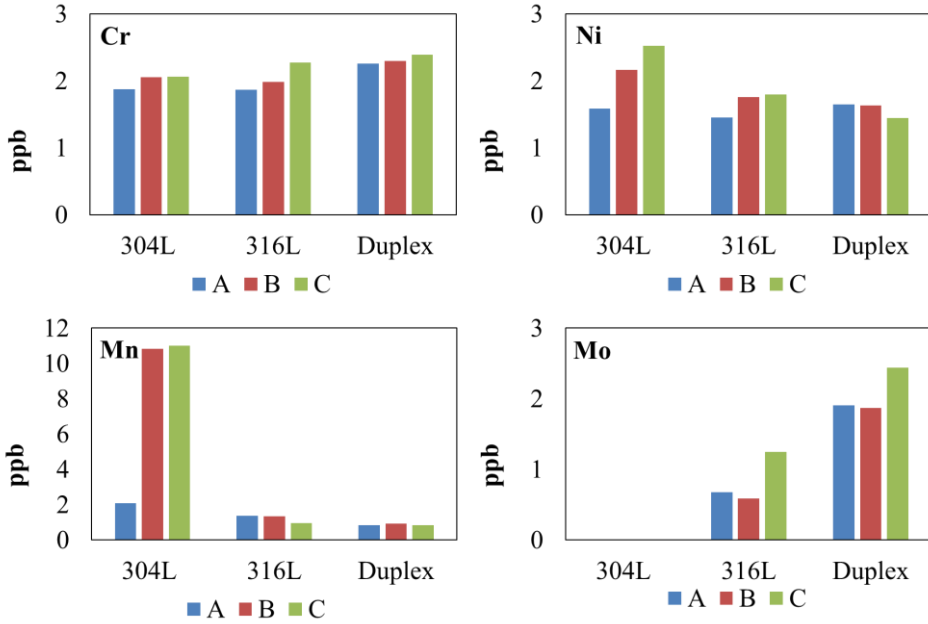 Cr
3
2
1
0
ppb
304L 316L Duplex
A B C
Ni
3
2
1
0
ppb
304L 316L Duplex
A B C
Mn
12
10
8
6
4
2
0
ppb
304L 316L Duplex
A B C
Mo
3
2
1
0
ppb
304L 316L Duplex
A B C